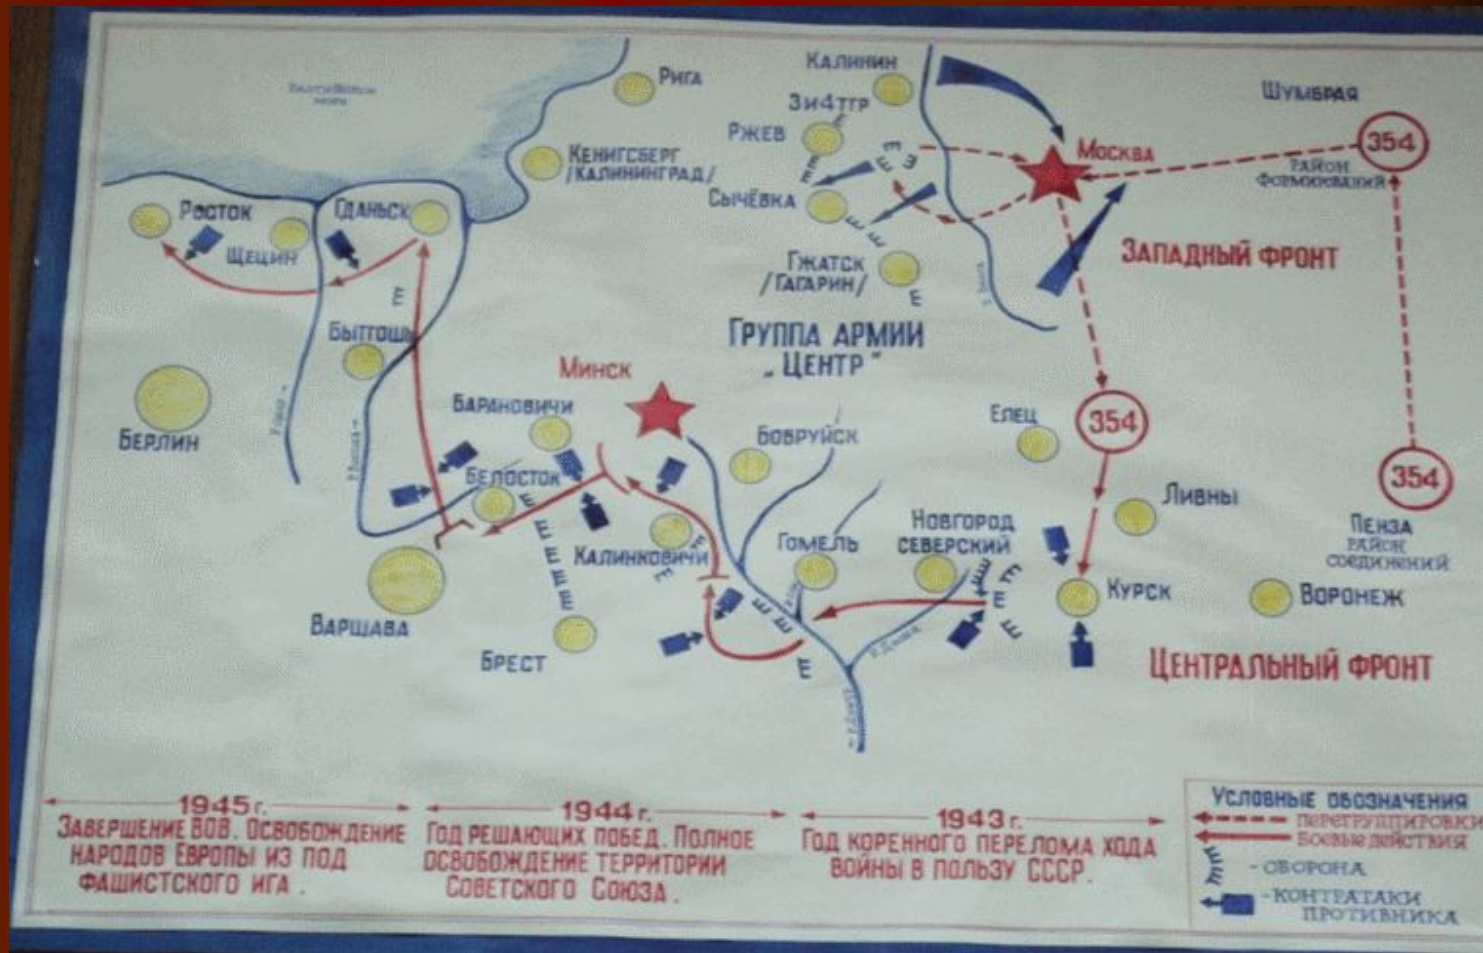 Рига
Калинин
Шумбрая
3и4тгр
Ржев
354
Москва
Кенигсберг
/Калининград/
Район
формирований
Сычёвка
Росток
Гданьск
Щецин
Западный фронт
Гжатск
/Гагарин/
Быгтощь
Группа армии
„Центр"
Минск
Барановичи
Елец
354
Берлин
Бобруйск
Белосток
354
Ливны
Новгород
Северский
Пенза
район
соединений
Калинковичи
Гомель
Курск
Воронеж
Варшава
Брест
Центральный фронт
1945 г.
Завершение ВОВ. Освобождение
народов Европы из под
фашистского ига.
1944 г.
Год решающих побед. Полное
освобождение территории
Советского Союза.
1943 г.
Год коренного перелома хода
войны в пользу СССР.
Условные обозначения
перегруппировки
Боевые действия
- оборона
- контратаки
противника